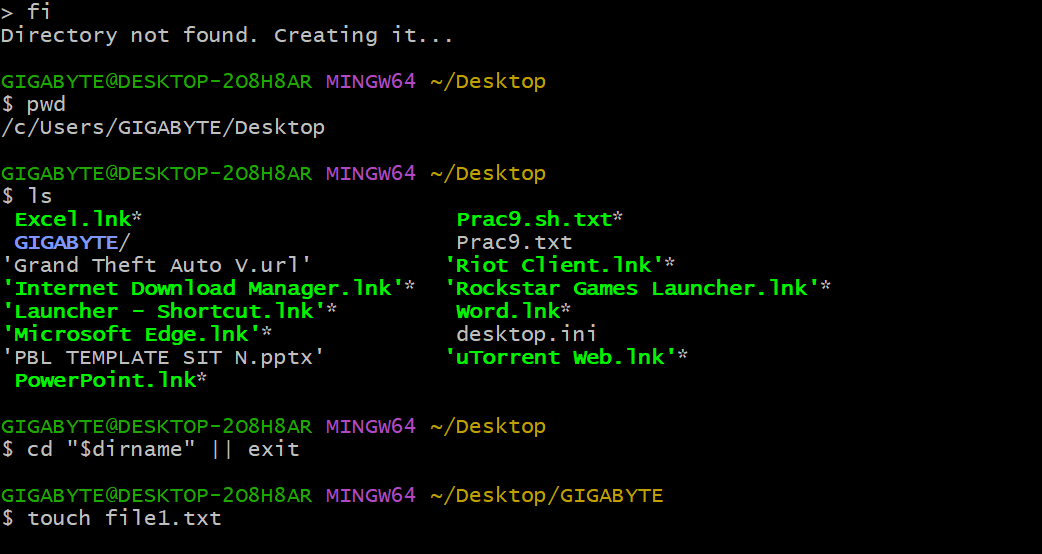 > fi
Directory not found. Creating it...
GIGABYTE@DESKTOP-2O8H8AR MINGW64 ~/Desktop
$ pwd
/c/Users/GIGABYTE/Desktop
GIGABYTE@DESKTOP-2O8H8AR MINGW64 ~/Desktop
$ ls
 Excel.lnk*                         Prac9.sh.txt*
 GIGABYTE/                          Prac9.txt
'Grand Theft Auto V.url'           'Riot Client.lnk'*
'Internet Download Manager.lnk'*   'Rockstar Games Launcher.lnk'*
'Launcher - Shortcut.lnk'*          Word.lnk*
'Microsoft Edge.lnk'*               desktop.ini
'PBL TEMPLATE SIT N.pptx'          'uTorrent Web.lnk'*
 PowerPoint.lnk*
GIGABYTE@DESKTOP-2O8H8AR MINGW64 ~/Desktop
$ cd "$dirname" || exit
GIGABYTE@DESKTOP-2O8H8AR MINGW64 ~/Desktop/GIGABYTE
$ touch file1.txt